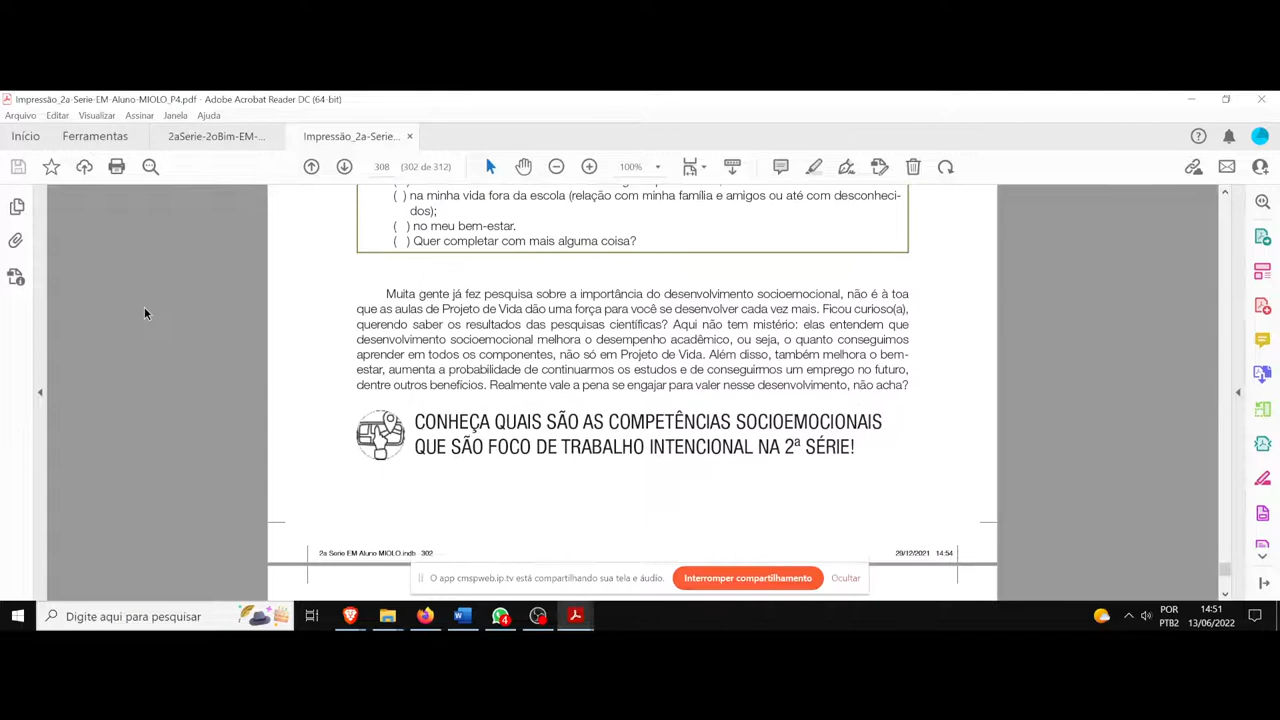 Impressão_2a-Serie-EM-Aluno-MIOLO_P4.pdf - Adobe Acrobat Reader DC (64-bit)
Arquivo Editar Visualizar Assinar Janela Ajuda
Início Ferramentas 2aSerie-2oBim-EM-... Impressão_2a-Serie... ×
308 (302 de 312) 100%
( ) na minha vida fora da escola (relação com minha família e amigos ou até com desconheci-
dos);
( ) no meu bem-estar.
( ) Quer completar com mais alguma coisa?
Muita gente já fez pesquisa sobre a importância do desenvolvimento socioemocional, não é à toa
que as aulas de Projeto de Vida dão uma força para você se desenvolver cada vez mais. Ficou curioso(a),
querendo saber os resultados das pesquisas científicas? Aqui não tem mistério: elas entendem que
desenvolvimento socioemocional melhora o desempenho acadêmico, ou seja, o quanto conseguimos
aprender em todos os componentes, não só em Projeto de Vida. Além disso, também melhora o bem-
estar, aumenta a probabilidade de continuarmos os estudos e de conseguirmos um emprego no futuro,
dentre outros benefícios. Realmente vale a pena se engajar para valer nesse desenvolvimento, não acha?
CONHEÇA QUAIS SÃO AS COMPETÊNCIAS SOCIOEMOCIONAIS
QUE SÃO FOCO DE TRABALHO INTENCIONAL NA 2ª SÉRIE!
2a Serie EM Aluno MIOLO.indb 302 29/12/2021 14:54
O app cmspweb.ip.tv está compartilhando sua tela e áudio. Interromper compartilhamento Ocultar
Digite aqui para pesquisar 4 POR 14:51
PTB2 13/06/2022